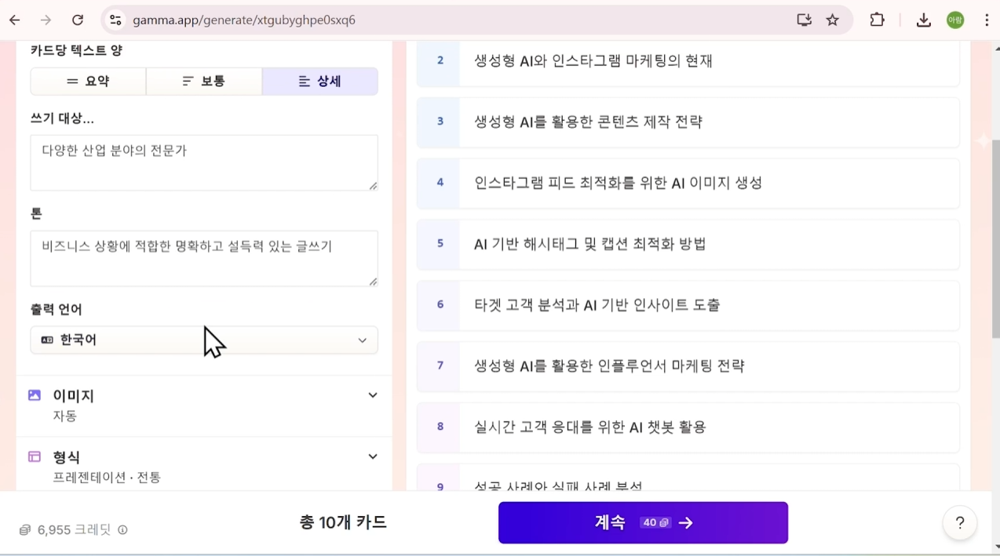 gamma.app/generate/xtgubyghpe0sxq6
아람
카드당 텍스트 양
요약
보통
상세
쓰기 대상...
다양한 산업 분야의 전문가
톤
비즈니스 상황에 적합한 명확하고 설득력 있는 글쓰기
출력 언어
한국어
이미지
자동
형식
프레젠테이션 · 전통
2 생성형 AI와 인스타그램 마케팅의 현재
3 생성형 AI를 활용한 콘텐츠 제작 전략
4 인스타그램 피드 최적화를 위한 AI 이미지 생성
5 AI 기반 해시태그 및 캡션 최적화 방법
6 타겟 고객 분석과 AI 기반 인사이트 도출
7 생성형 AI를 활용한 인플루언서 마케팅 전략
8 실시간 고객 응대를 위한 AI 챗봇 활용
9 성공 사례와 실패 사례 분석
6,955 크레딧
총 10개 카드
계속 40 →
?